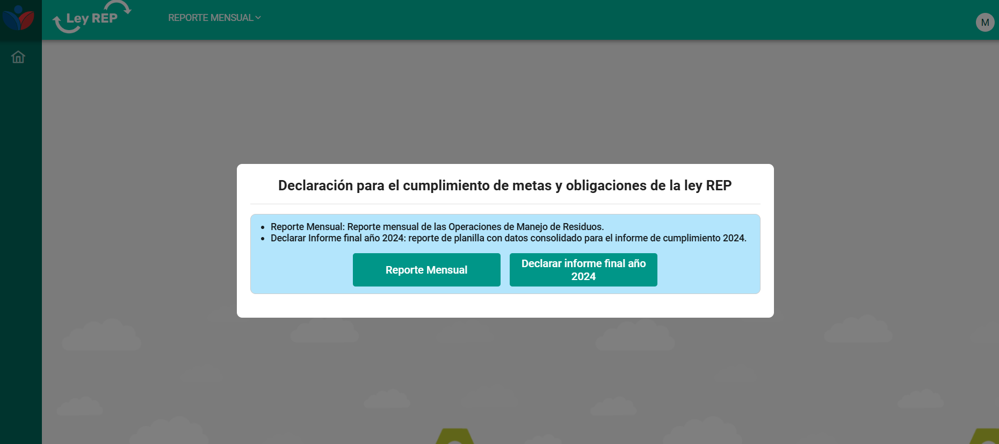 Ley REP
REPORTE MENSUAL
M
Declaración para el cumplimiento de metas y obligaciones de la ley REP
Reporte Mensual: Reporte mensual de las Operaciones de Manejo de Residuos.
Declarar Informe final año 2024: reporte de planilla con datos consolidado para el informe de cumplimiento 2024.
Reporte Mensual
Declarar informe final año
2024